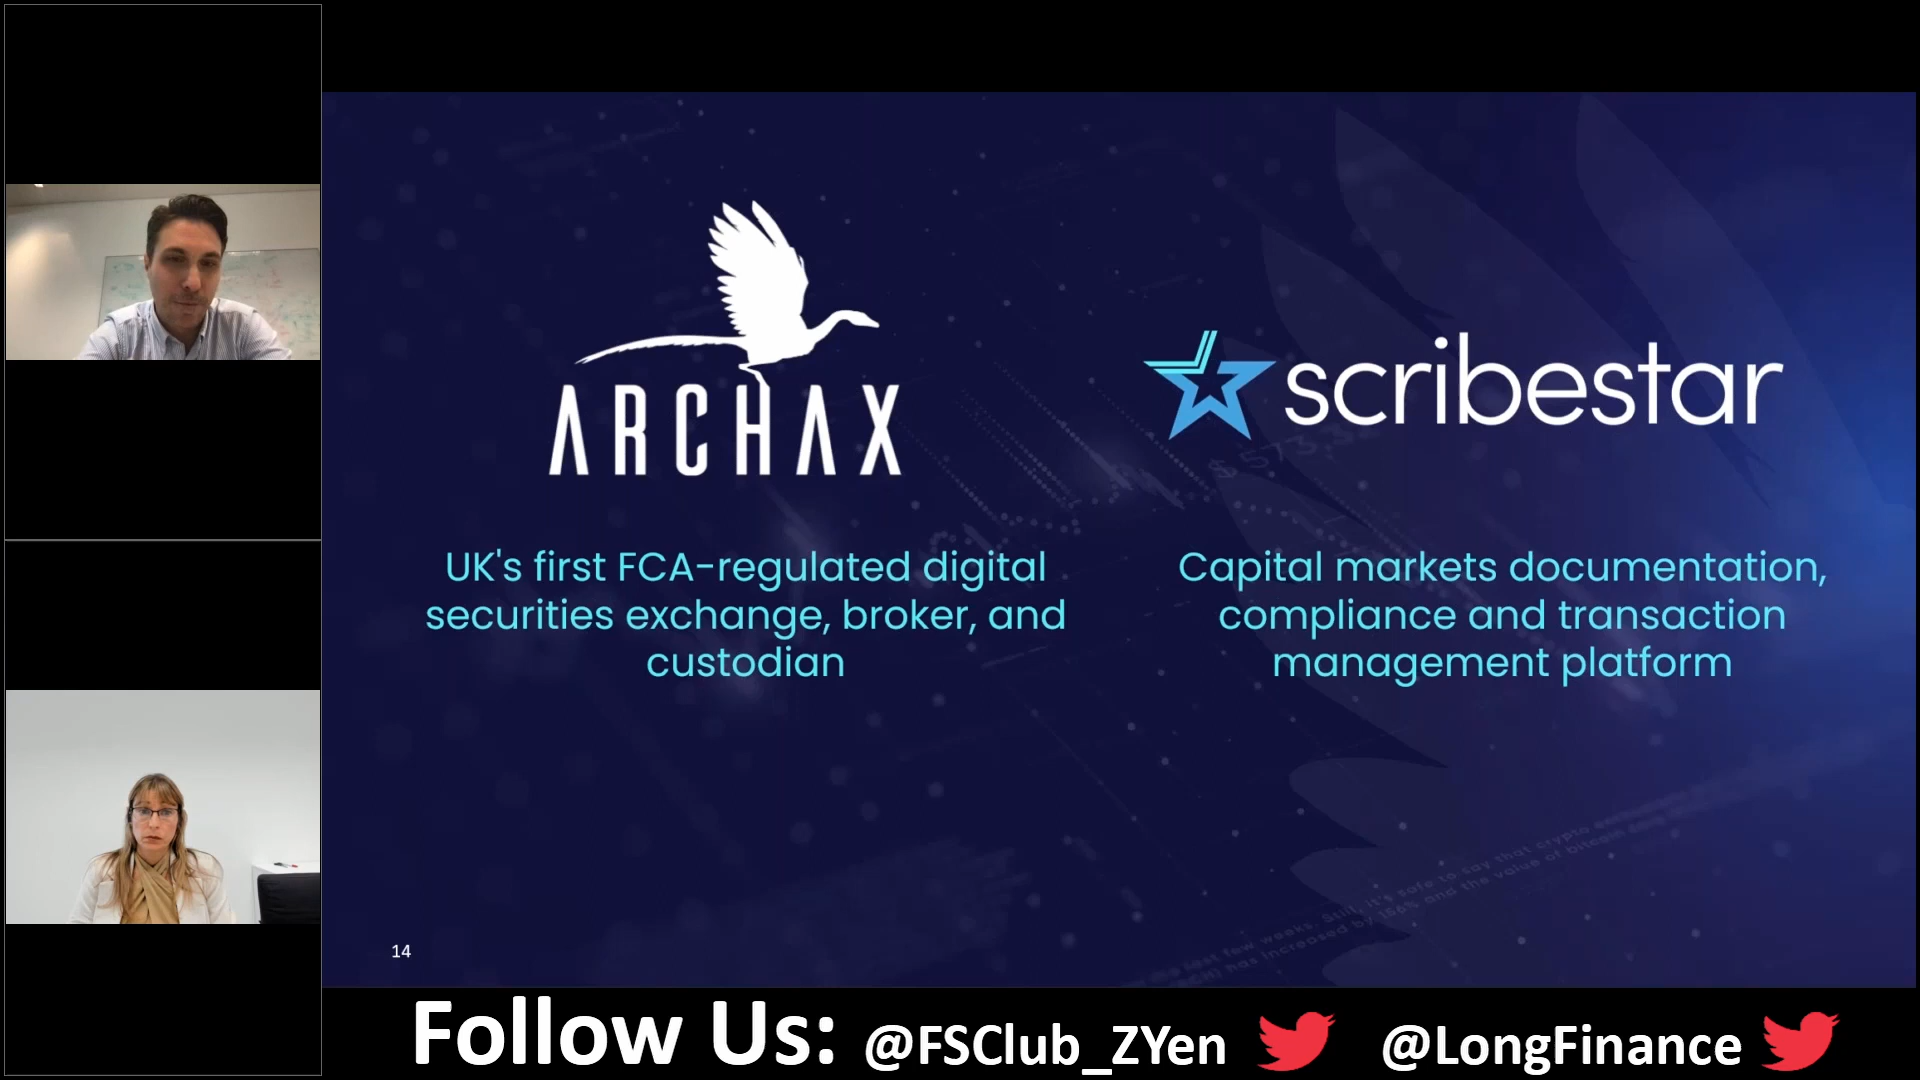 ARCHAX
scribestar
UK's first FCA-regulated digital
securities exchange, broker, and
custodian
Capital markets documentation,
compliance and transaction
management platform
14
Follow Us: @FSClub_ZYen @LongFinance